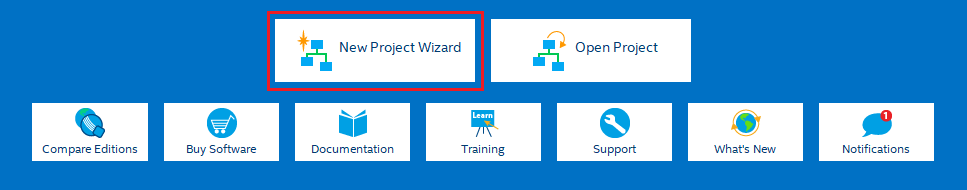 New Project Wizard
Open Project
Learn
1
Compare Editions
Buy Software
Documentation
Training
Support
What's New
Notifications